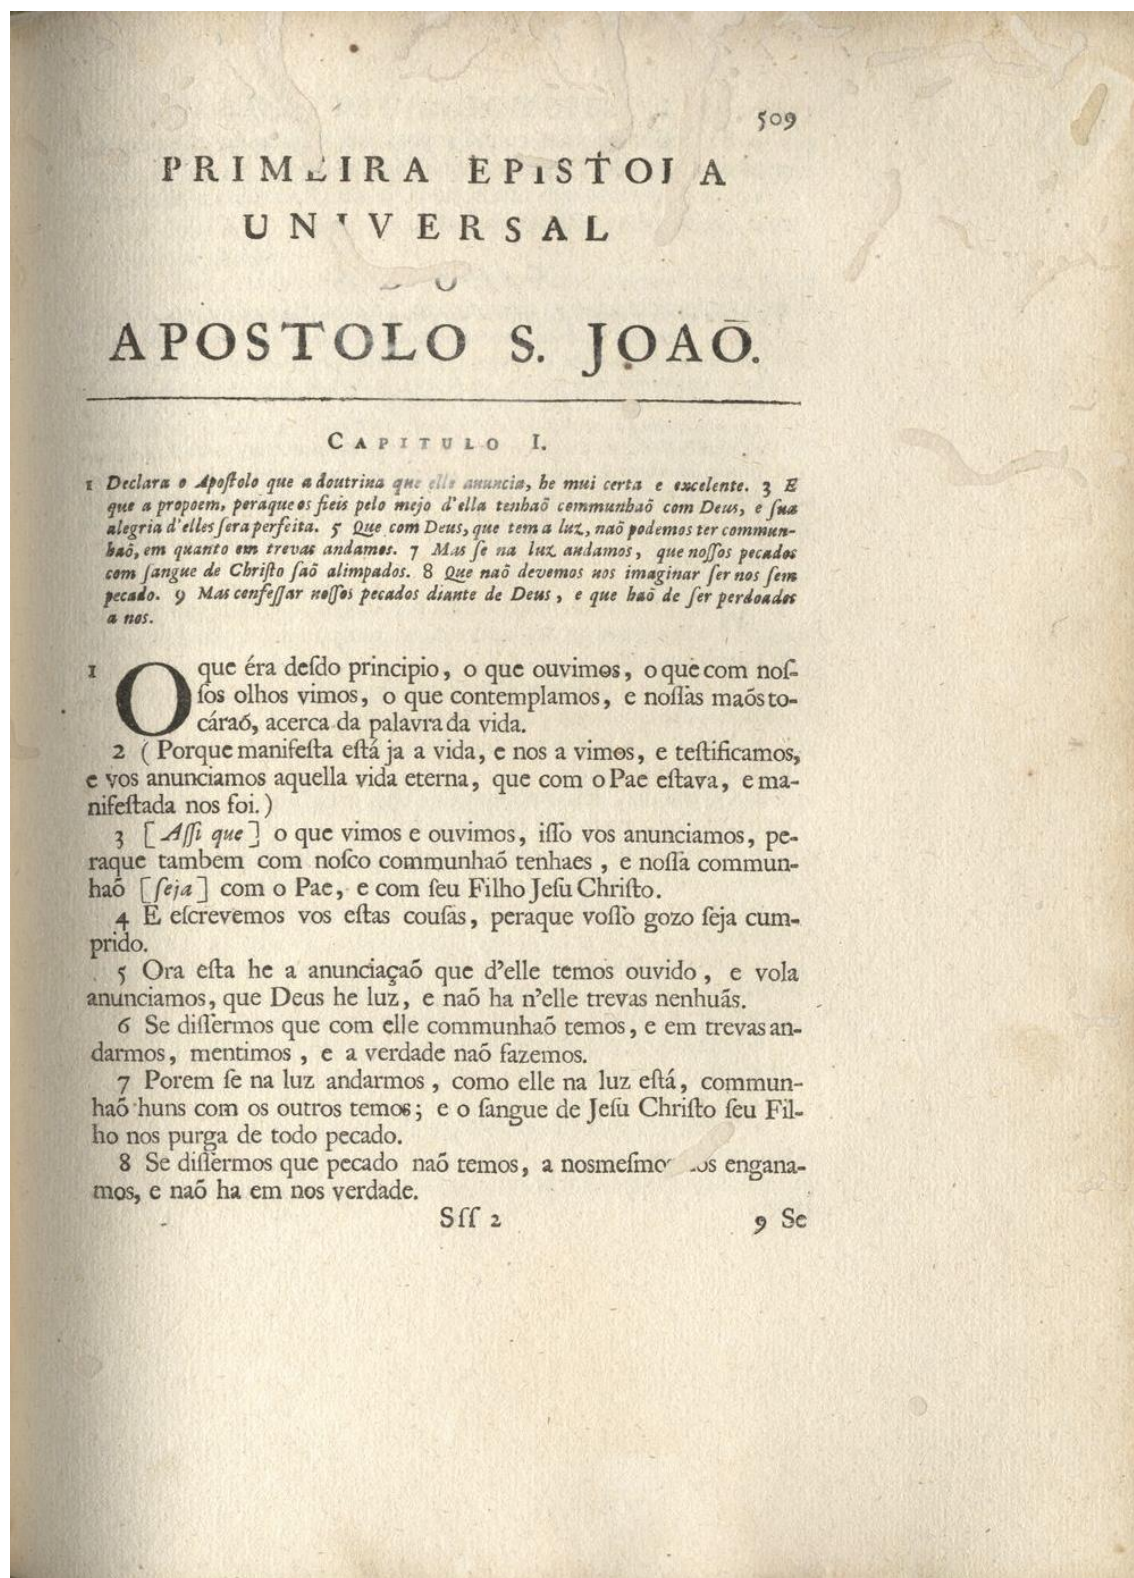 509
PRIMEIRA EPISTOLA
UNIVERSAL
APOSTOLO S. JOAÕ.
CAPITULO I.
1 Declara o Apoſtolo que a doutrina que elle anuncia, he mui certa e excelente. 3 E
que a propoem, peraque os fieis pelo mejo d'ella tenhaõ communhaõ com Deus, e ſua
alegria d'elles ſera perfeita. 5 Que com Deus, que tem a luz, naõ podemos ter commun-
haõ, em quanto em trevas andamos. 7 Mas ſe na luz andamos, que noſſos pecados
com ſangue de Chriſto ſaõ alimpados. 8 Que naõ devemos nos imaginar ſer nos ſem
pecado. 9 Mas confeſſar noſſos pecados diante de Deus, e que haõ de ſer perdoados
a nos.
1 O que éra deſdo principio, o que ouvimos, o que com noſ-
ſos olhos vimos, o que contemplamos, e noſſas maõs to-
cáraõ, acerca da palavra da vida.
2 (Porque manifeſta eſtá ja a vida, e nos a vimos, e teſtificamos,
e vos anunciamos aquella vida eterna, que com o Pae eſtava, e ma-
nifeſtada nos foi.)
3 [Aſſi que] o que vimos e ouvimos, iſſo vos anunciamos, pe-
raque tambem com noſco communhaõ tenhaes, e noſſa commun-
haõ [ſeja] com o Pae, e com ſeu Filho Jeſu Chriſto.
4 E eſcrevemos vos eſtas couſas, peraque voſſo gozo ſeja cum-
prido.
5 Ora eſta he a anunciaçaõ que d'elle temos ouvido, e vola
anunciamos, que Deus he luz, e naõ ha n'elle trevas nenhuãs.
6 Se diſſermos que com elle communhaõ temos, e em trevas an-
darmos, mentimos, e a verdade naõ fazemos.
7 Porem ſe na luz andarmos, como elle na luz eſtá, commun-
haõ huns com os outros temos; e o ſangue de Jeſu Chriſto ſeu Fil-
ho nos purga de todo pecado.
8 Se diſſermos que pecado naõ temos, a nosmeſmos nos engana-
mos, e naõ ha em nos verdade.
Sſſ 2 9 Se